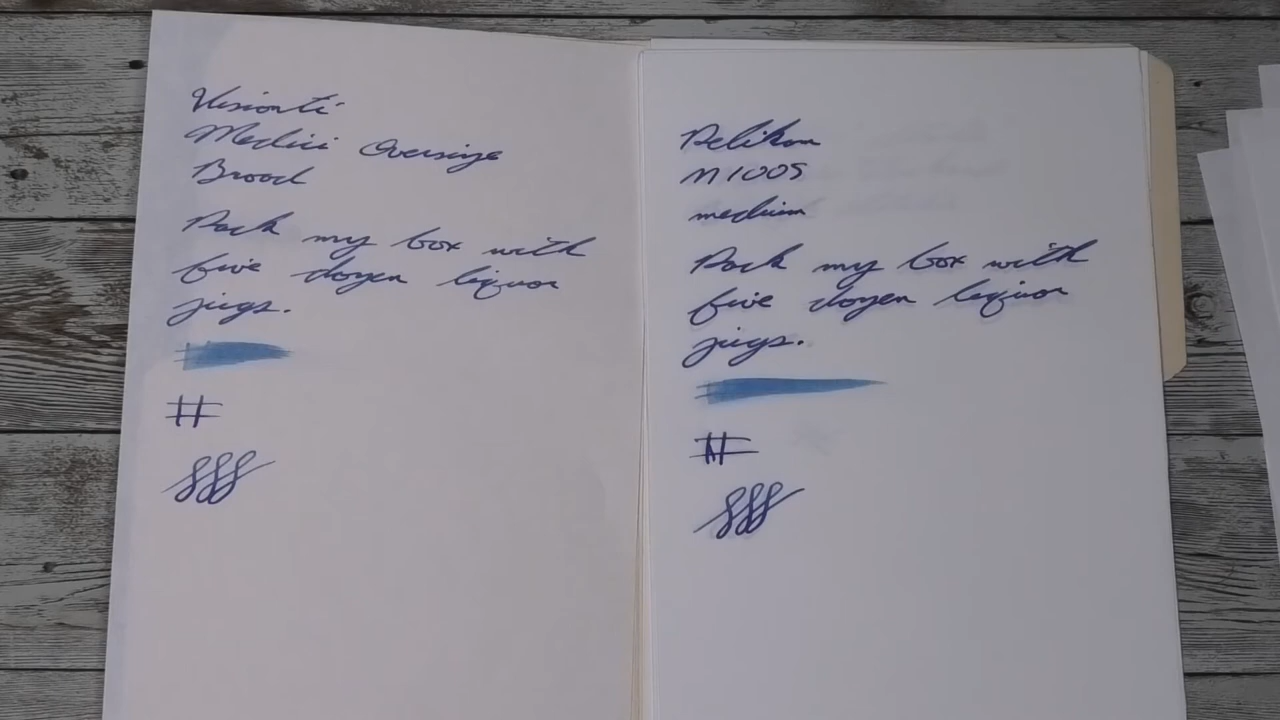 Visconti
Medici Oversize
Broad
Pack my box with
five dozen liquor
jugs.
#
Pelikan
M1005
medium
Pack my box with
five dozen liquor
jugs.
#